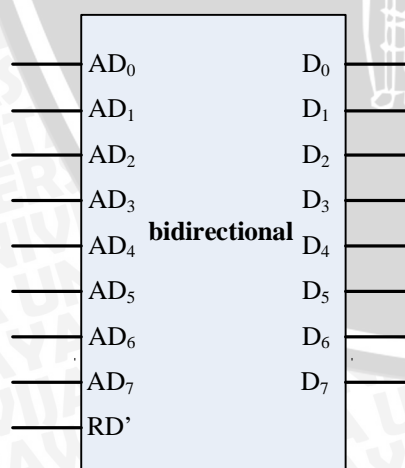 AD₀ D₀
AD₁ D₁
AD₂ D₂
AD₃ D₃
bidirectional
AD₄ D₄
AD₅ D₅
AD₆ D₆
AD₇ D₇
RD’